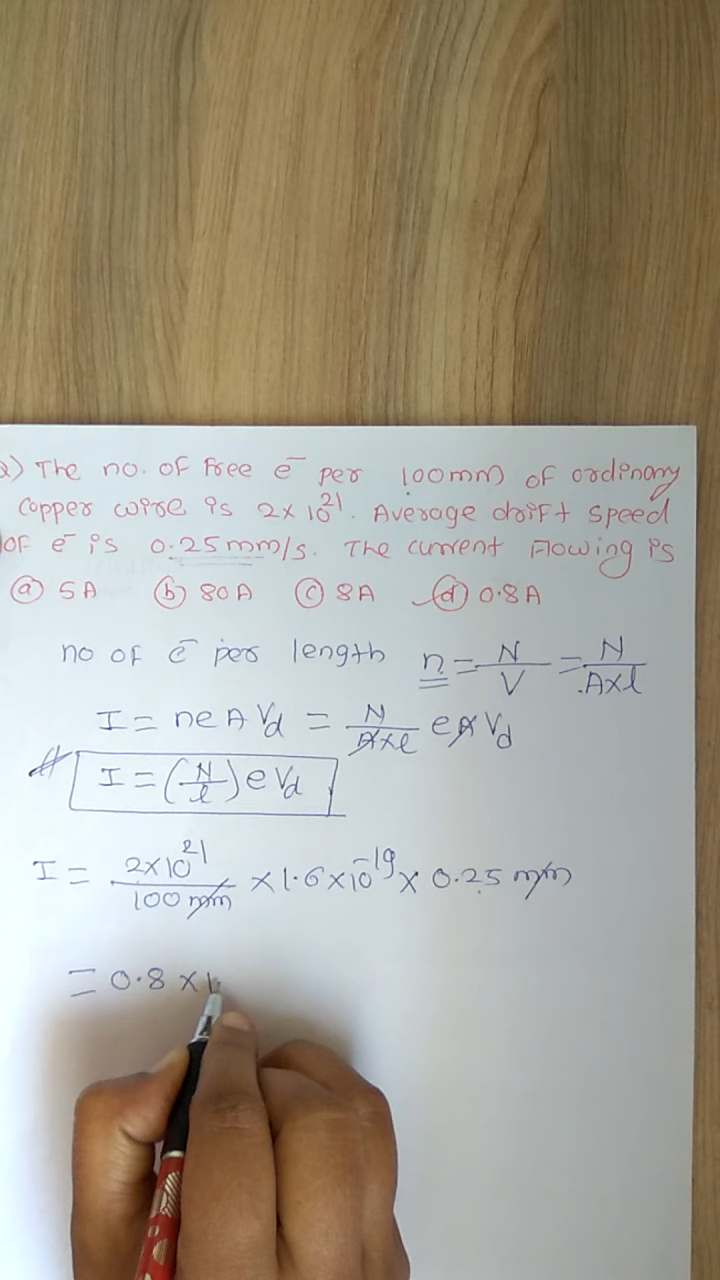 Q) The no. of free e⁻ per 100mm of ordinary
copper wire is 2×10²¹. Average drift speed
of e⁻ is 0.25mm/s. The current flowing is
(a) 5A (b) 80A (c) 8A (d) 0.8A
no of e⁻ per length n = N/V = N/A×l
I = neAVd = N/A×l eAVd
# I = (N/l)eVd
I = 2×10²¹/100mm ×1.6×10⁻¹⁹× 0.25 mm
= 0.8 ×1